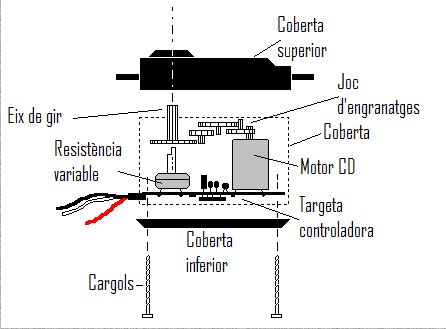 Coberta
superior
Joc
d'engranatges
Eix de gir
Coberta
Resistència
variable
Motor CD
Targeta
controladora
Coberta
inferior
Cargols